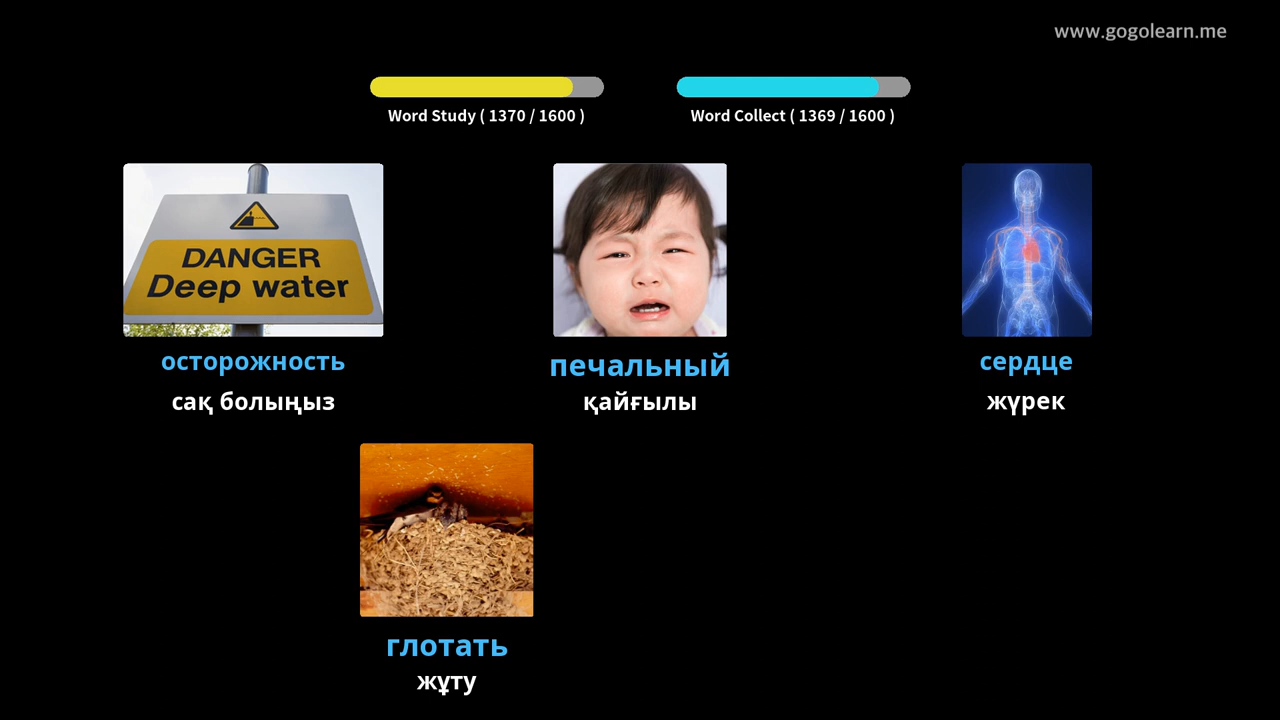 www.gogolearn.me
Word Study ( 1370 / 1600 )
Word Collect ( 1369 / 1600 )
DANGER
Deep water
осторожность
сақ болыңыз
печальный
қайғылы
сердце
жүрек
глотать
жұту